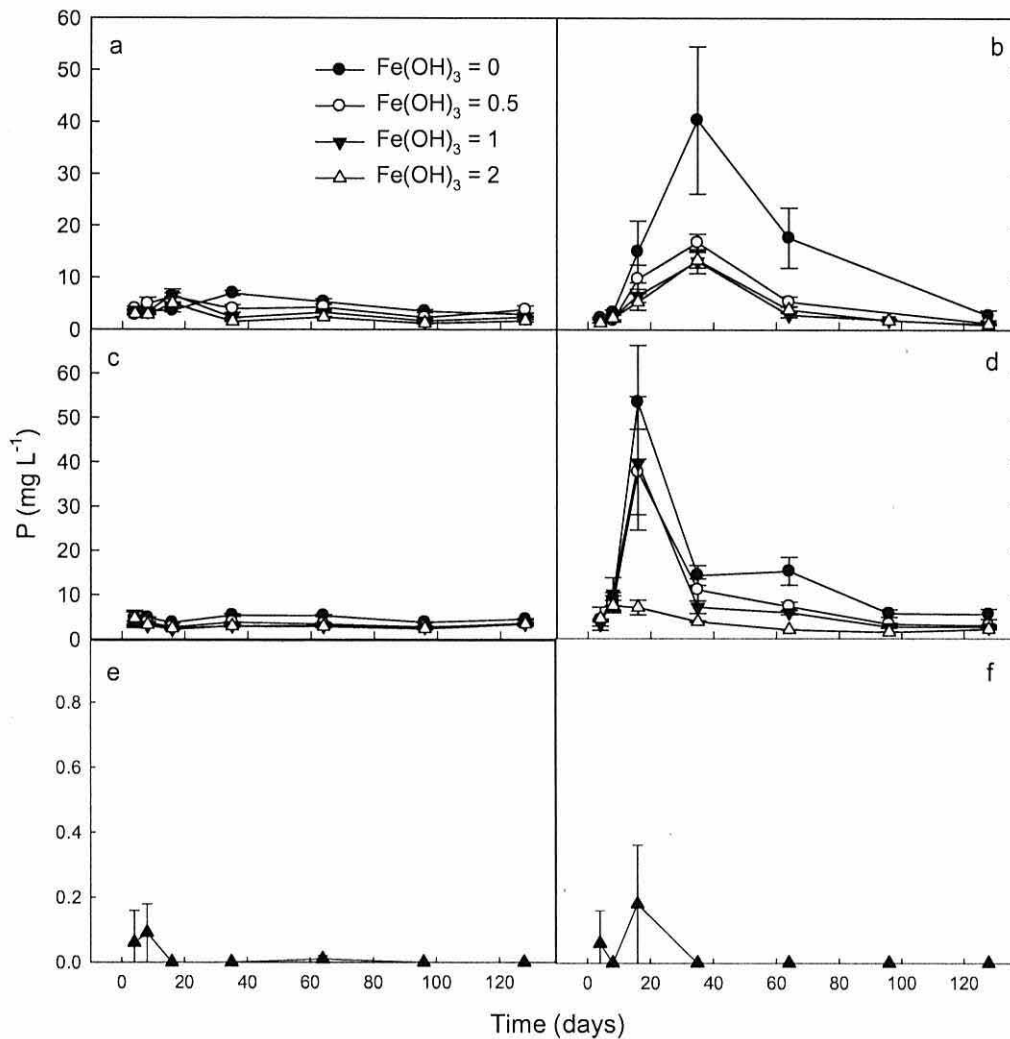 60
50
40
30
20
10
0
a
Fe(OH)₃ = 0
Fe(OH)₃ = 0.5
Fe(OH)₃ = 1
Fe(OH)₃ = 2
b
60
50
40
30
20
10
0
c
d
P (mg L⁻¹)
0.8
0.6
0.4
0.2
0.0
e
f
0 20 40 60 80 100 120
0 20 40 60 80 100 120
Time (days)